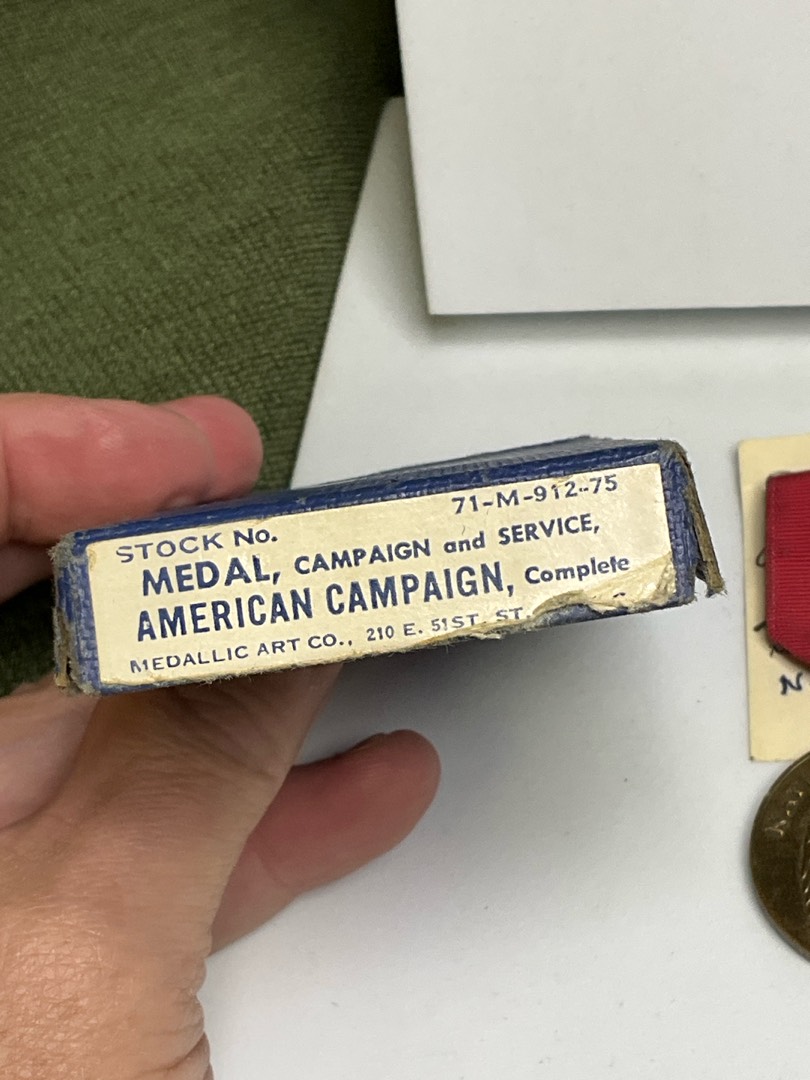 STOCK No. 71-M-912-75
MEDAL, CAMPAIGN and SERVICE,
AMERICAN CAMPAIGN, Complete
MEDALLIC ART CO., 210 E. 51ST. ST.